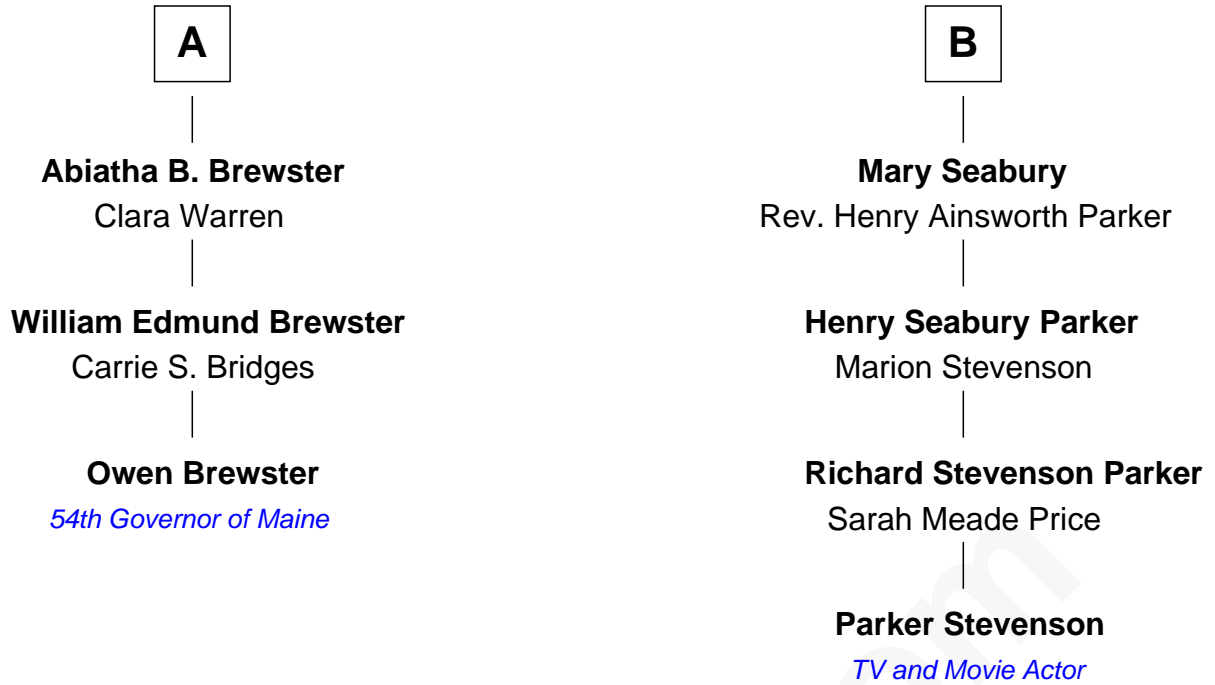 A
Abiatha B. Brewster
Clara Warren
William Edmund Brewster
Carrie S. Bridges
Owen Brewster
54th Governor of Maine
B
Mary Seabury
Rev. Henry Ainsworth Parker
Henry Seabury Parker
Marion Stevenson
Richard Stevenson Parker
Sarah Meade Price
Parker Stevenson
TV and Movie Actor